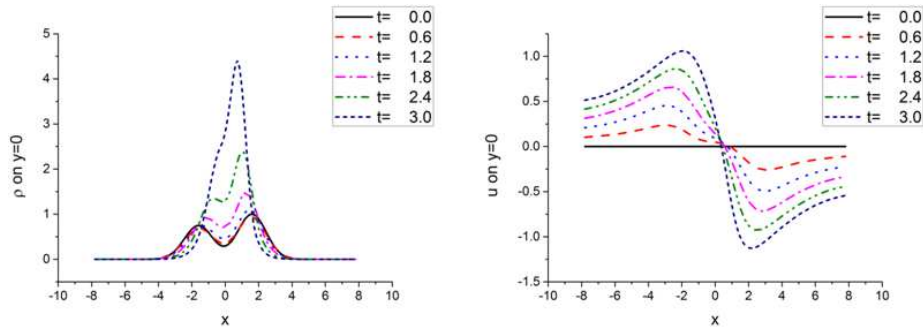 t= 0.0
t= 0.6
t= 1.2
t= 1.8
t= 2.4
t= 3.0
5
4
3
2
1
0
ρ on y=0
-10 -8 -6 -4 -2 0 2 4 6 8 10
x
t= 0.0
t= 0.6
t= 1.2
t= 1.8
t= 2.4
t= 3.0
1.0
0.5
0.0
-0.5
-1.0
-1.5
u on y=0
-10 -8 -6 -4 -2 0 2 4 6 8 10
x